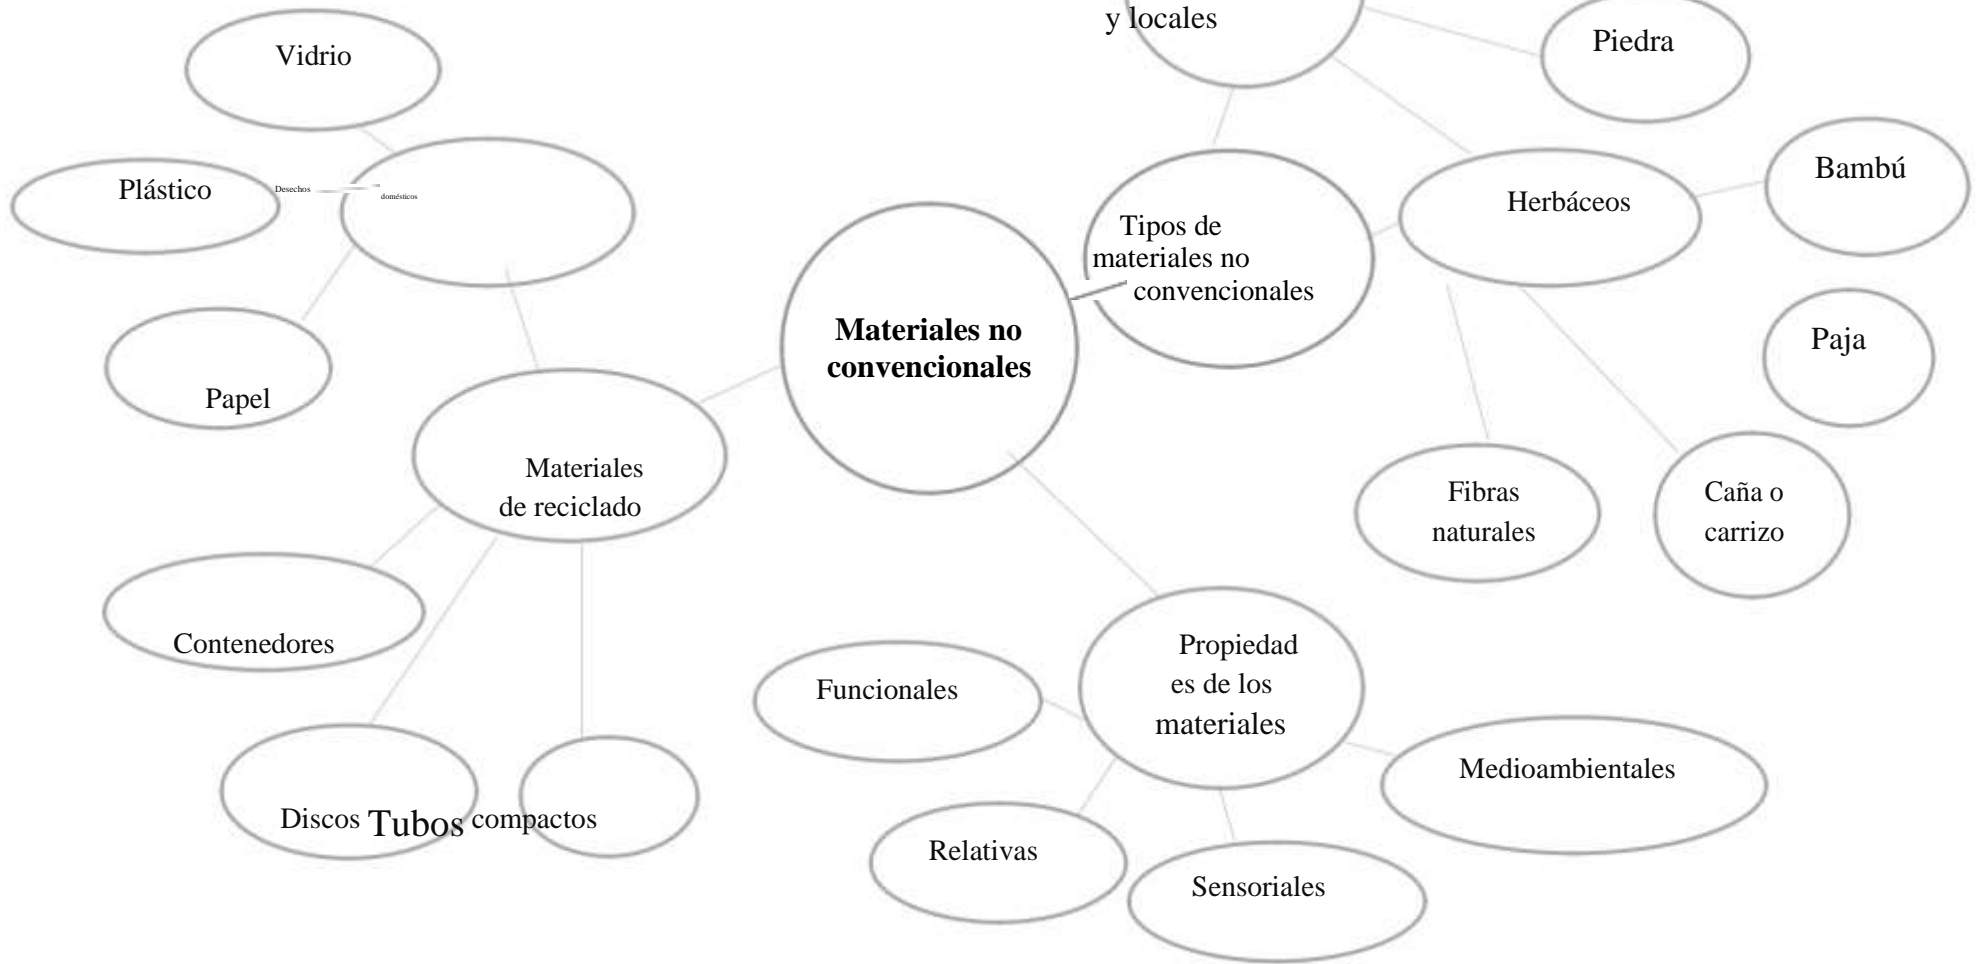 y locales
Piedra
Vidrio
Bambú
Plástico
Desechos
domésticos
Herbáceos
Tipos de
materiales no
convencionales
Materiales no
convencionales
Paja
Papel
Materiales
de reciclado
Fibras
naturales
Caña o
carrizo
Contenedores
Propiedad
es de los
materiales
Funcionales
Medioambientales
Discos Tubos compactos
Relativas
Sensoriales